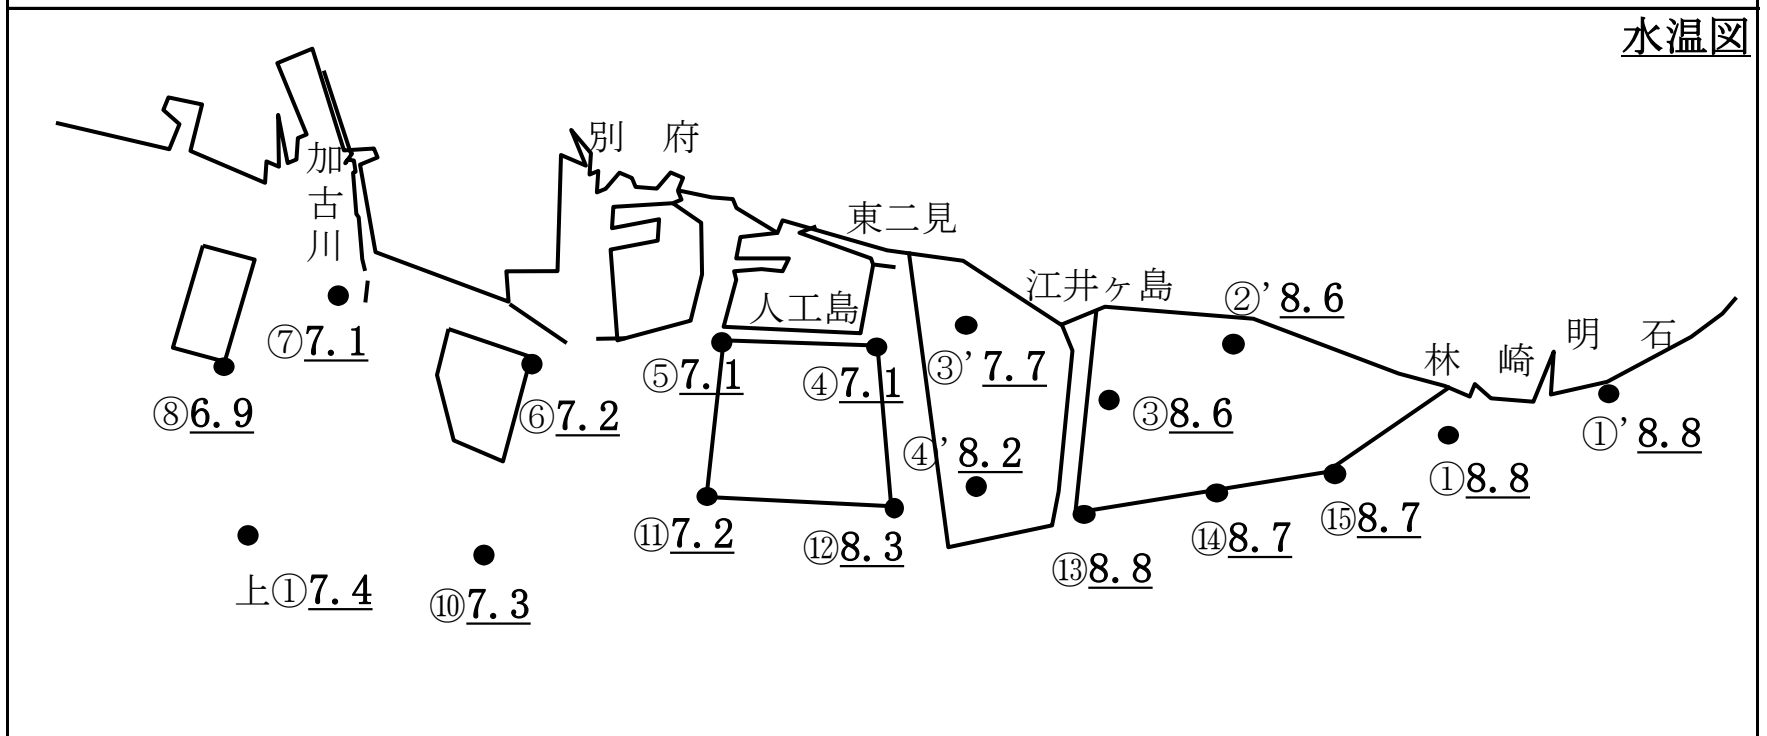 水温図
別 府
加古川
東二見
江井ヶ島
②' 8.6
人工島
⑦7.1
明 石
林 崎
⑤7.1
④7.1
③' 7.7
⑧6.9
⑥7.2
③8.6
①' 8.8
④' 8.2
①8.8
⑪7.2
⑫8.3
⑬8.8
⑭8.7
⑮8.7
上①7.4
⑩7.3